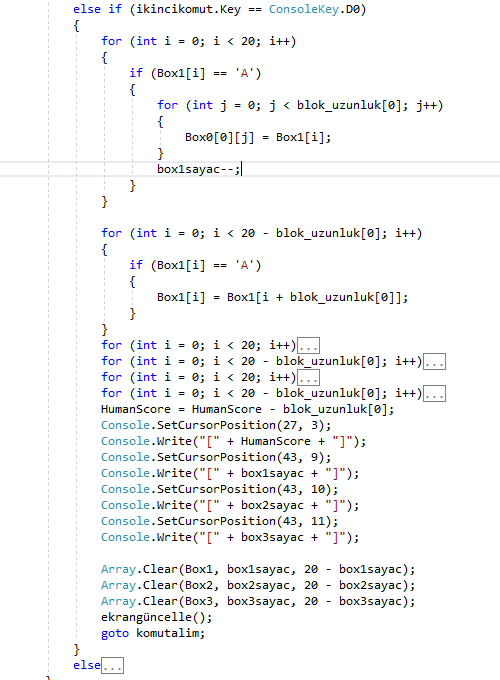 else if (ikincikomut.Key == ConsoleKey.D0)
{
for (int i = 0; i < 20; i++)
{
if (Box1[i] == 'A')
{
for (int j = 0; j < blok_uzunluk[0]; j++)
{
Box0[0][j] = Box1[i];
}
box1sayac--;
}
}
for (int i = 0; i < 20 - blok_uzunluk[0]; i++)
{
if (Box1[i] == 'A')
{
Box1[i] = Box1[i + blok_uzunluk[0]];
}
}
for (int i = 0; i < 20; i++)...
for (int i = 0; i < 20 - blok_uzunluk[0]; i++)...
for (int i = 0; i < 20; i++)...
for (int i = 0; i < 20 - blok_uzunluk[0]; i++)...
HumanScore = HumanScore - blok_uzunluk[0];
Console.SetCursorPosition(27, 3);
Console.Write("[" + HumanScore + "]");
Console.SetCursorPosition(43, 9);
Console.Write("[" + box1sayac + "]");
Console.SetCursorPosition(43, 10);
Console.Write("[" + box2sayac + "]");
Console.SetCursorPosition(43, 11);
Console.Write("[" + box3sayac + "]");
Array.Clear(Box1, box1sayac, 20 - box1sayac);
Array.Clear(Box2, box2sayac, 20 - box2sayac);
Array.Clear(Box3, box3sayac, 20 - box3sayac);
ekrangüncelle();
goto komutalim;
}
else...
}